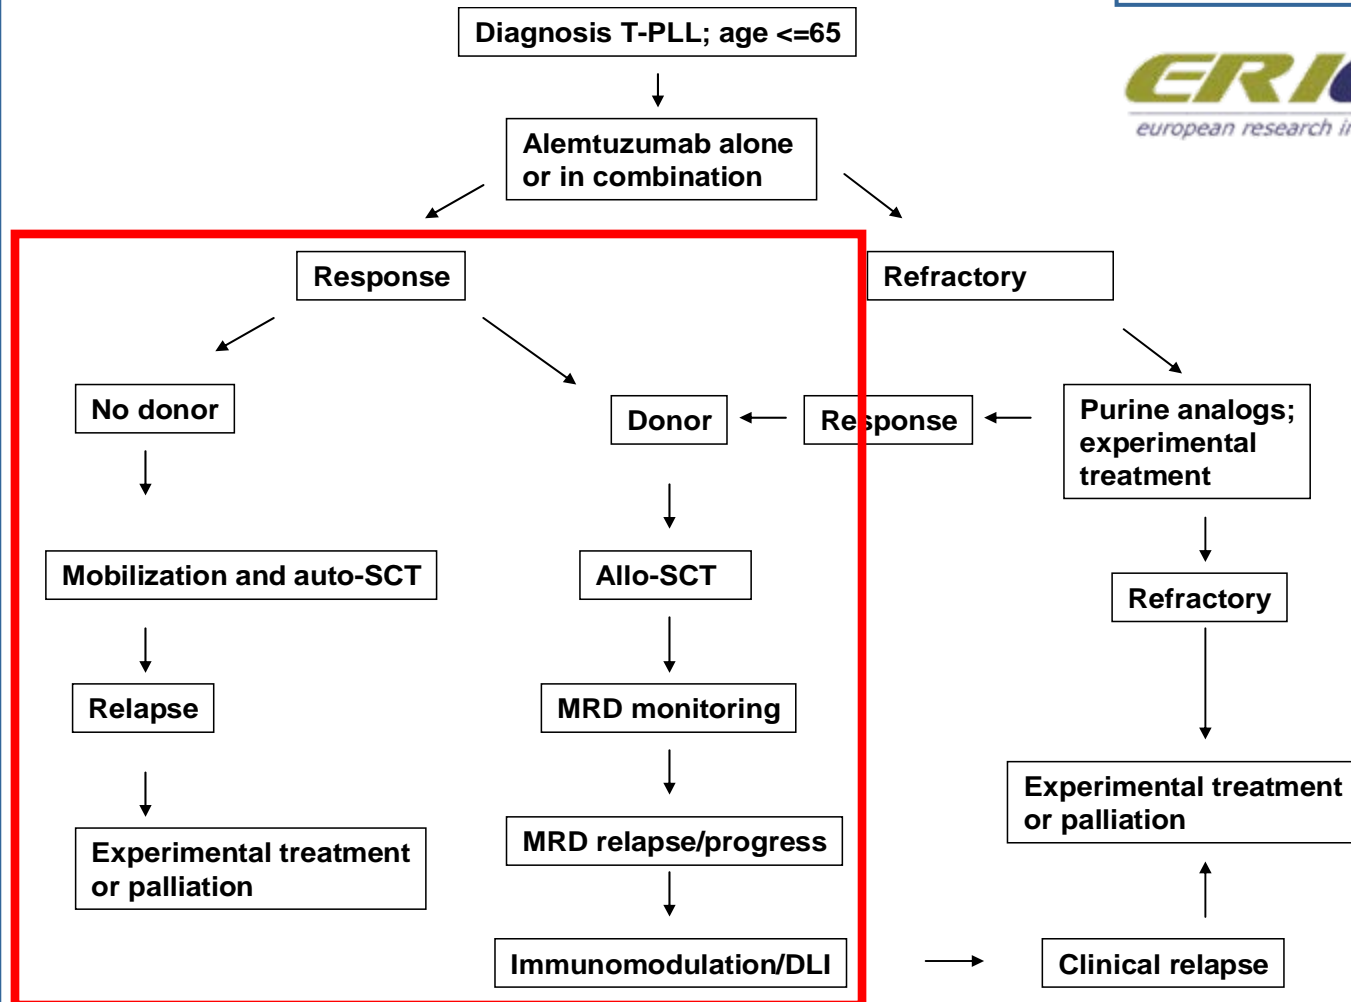 Diagnosis T-PLL; age <=65
european research in
Alemtuzumab alone
or in combination
Response
Refractory
No donor
Donor
Response
Purine analogs;
experimental
treatment
Mobilization and auto-SCT
Allo-SCT
Refractory
Relapse
MRD monitoring
Experimental treatment
or palliation
MRD relapse/progress
Experimental treatment
or palliation
Immunomodulation/DLI
Clinical relapse